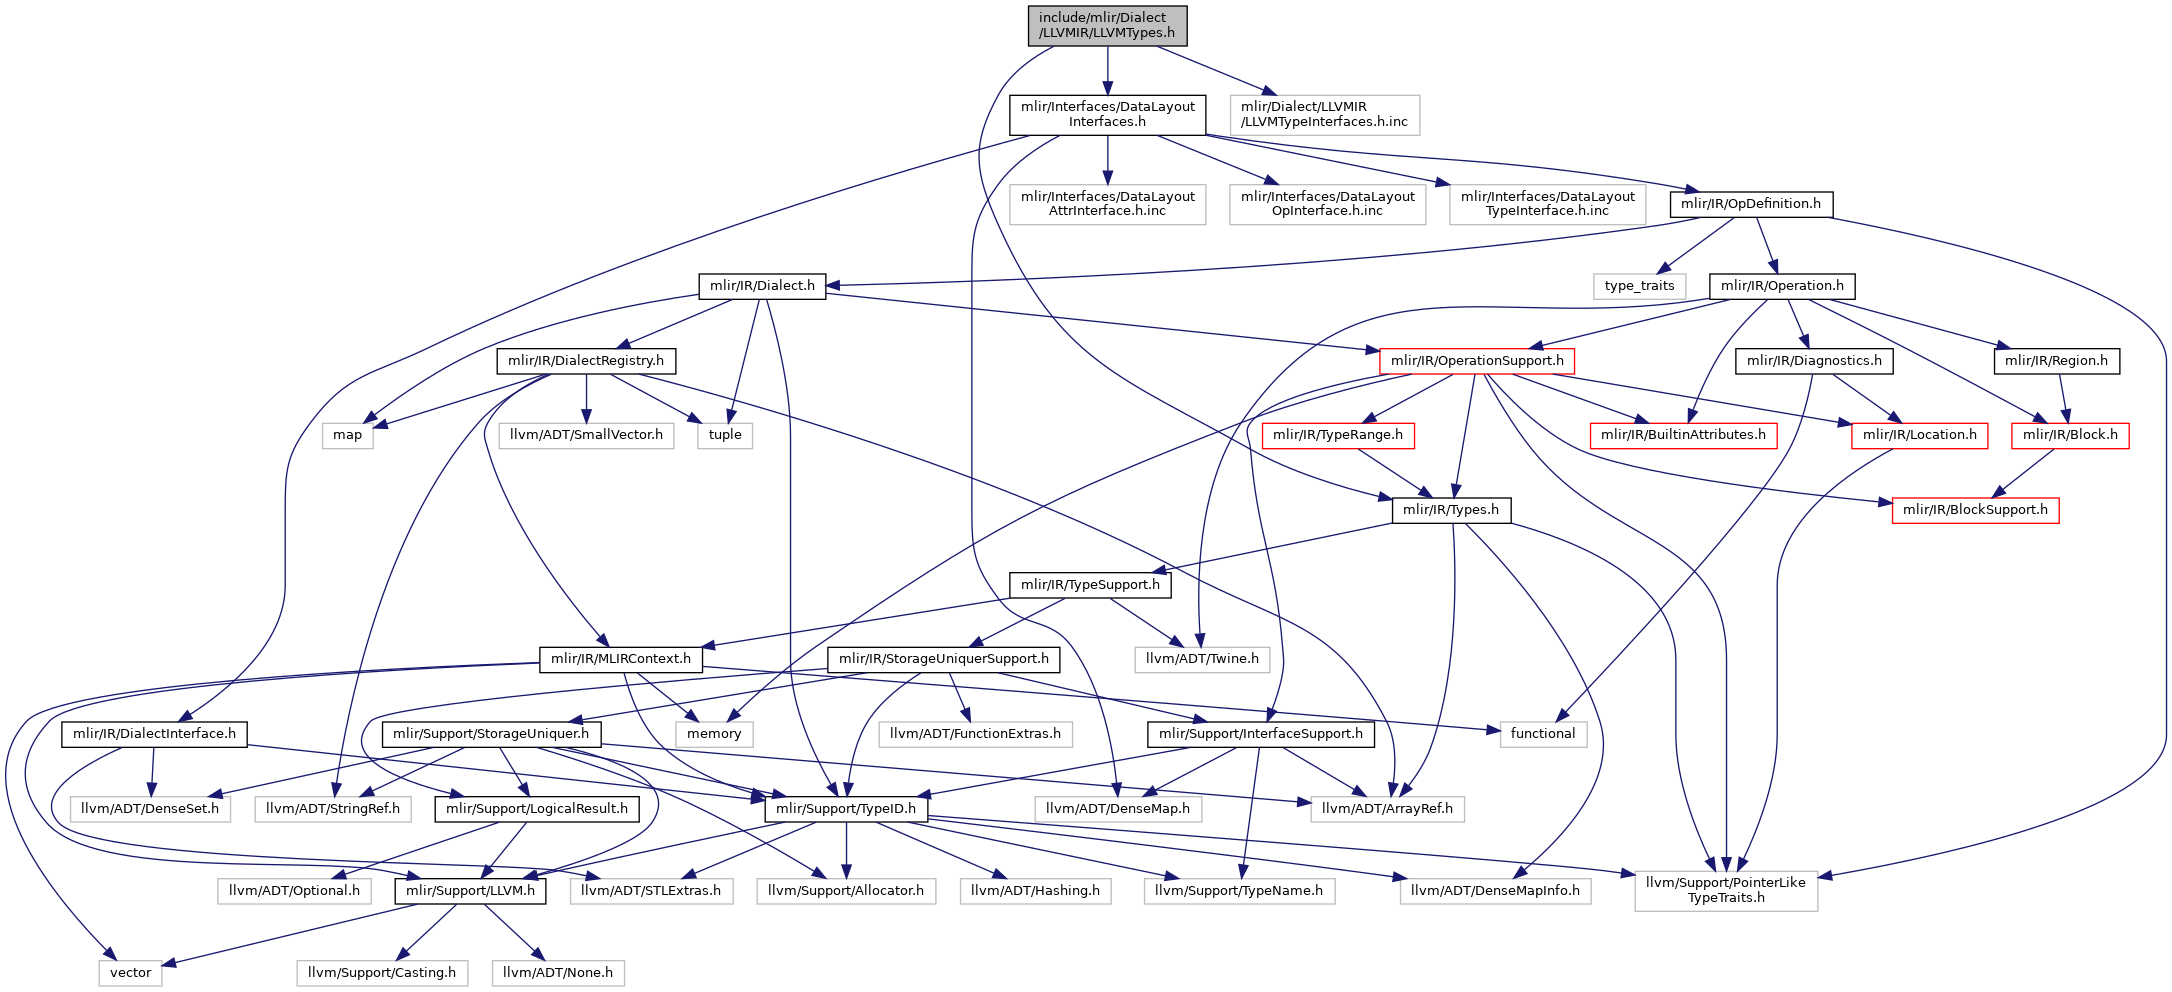 include/mlir/Dialect
/LLVMIR/LLVMTypes.h
mlir/Interfaces/DataLayout
Interfaces.h
mlir/Dialect/LLVMIR
/LLVMTypeInterfaces.h.inc
mlir/Interfaces/DataLayout
AttrInterface.h.inc
mlir/Interfaces/DataLayout
OpInterface.h.inc
mlir/Interfaces/DataLayout
TypeInterface.h.inc
mlir/IR/OpDefinition.h
mlir/IR/Dialect.h
type_traits
mlir/IR/Operation.h
mlir/IR/DialectRegistry.h
mlir/IR/OperationSupport.h
mlir/IR/Diagnostics.h
mlir/IR/Region.h
map
llvm/ADT/SmallVector.h
tuple
mlir/IR/TypeRange.h
mlir/IR/BuiltinAttributes.h
mlir/IR/Location.h
mlir/IR/Block.h
mlir/IR/Types.h
mlir/IR/BlockSupport.h
mlir/IR/TypeSupport.h
mlir/IR/MLIRContext.h
mlir/IR/StorageUniquerSupport.h
llvm/ADT/Twine.h
mlir/IR/DialectInterface.h
mlir/Support/StorageUniquer.h
memory
llvm/ADT/FunctionExtras.h
mlir/Support/InterfaceSupport.h
functional
llvm/ADT/DenseSet.h
llvm/ADT/StringRef.h
mlir/Support/LogicalResult.h
mlir/Support/TypeID.h
llvm/ADT/DenseMap.h
llvm/ADT/ArrayRef.h
llvm/ADT/Optional.h
mlir/Support/LLVM.h
llvm/ADT/STLExtras.h
llvm/Support/Allocator.h
llvm/ADT/Hashing.h
llvm/Support/TypeName.h
llvm/ADT/DenseMapInfo.h
llvm/Support/PointerLike
TypeTraits.h
vector
llvm/Support/Casting.h
llvm/ADT/None.h